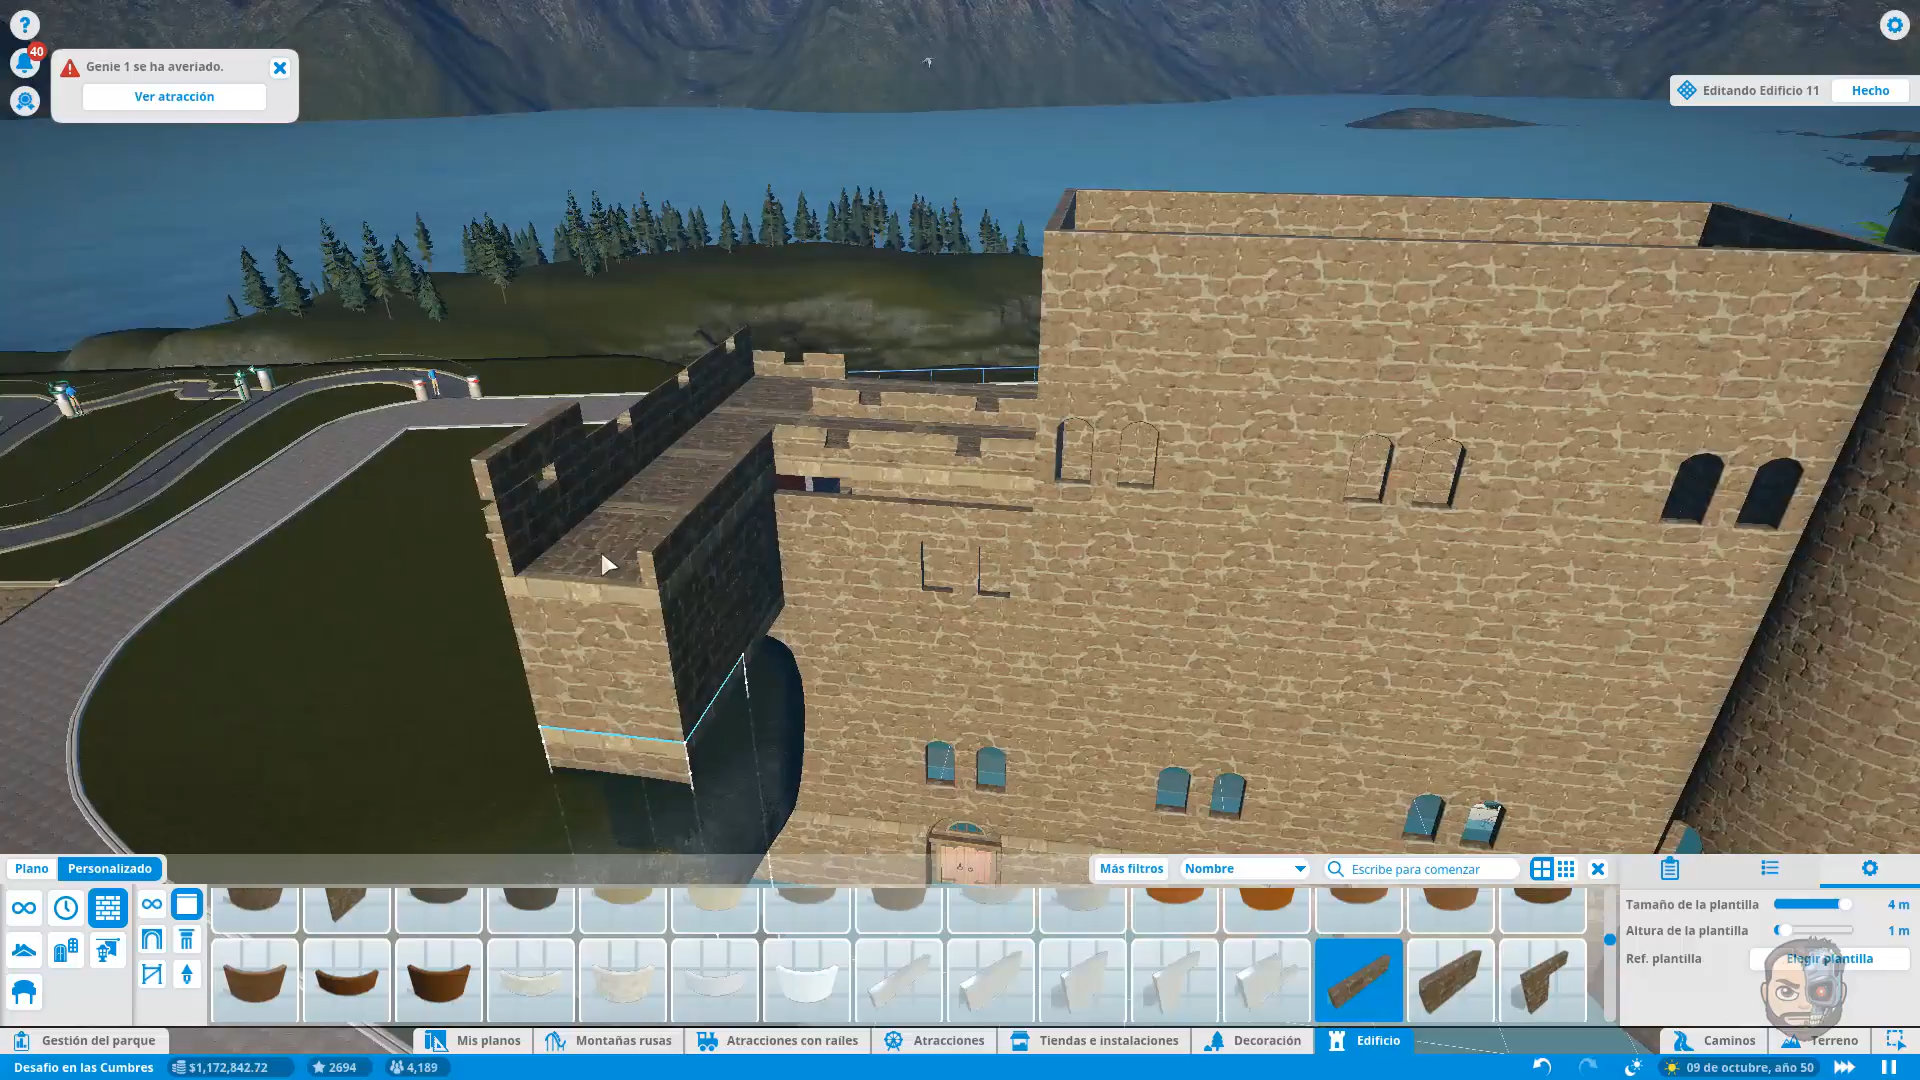 ?
40
Genie 1 se ha averiado.
Ver atracción
Editando Edificio 11
Hecho
Plano
Personalizado
Más filtros
Nombre
Escribe para comenzar
Tamaño de la plantilla
4 m
Altura de la plantilla
1 m
Ref. plantilla
Elegir plantilla
Gestión del parque
Mis planos
Montañas rusas
Atracciones con raíles
Atracciones
Tiendas e instalaciones
Decoración
Edificio
Caminos
Terreno
Desafio en las Cumbres
$1,172,842.72
2694
4,189
09 de octubre, año 50